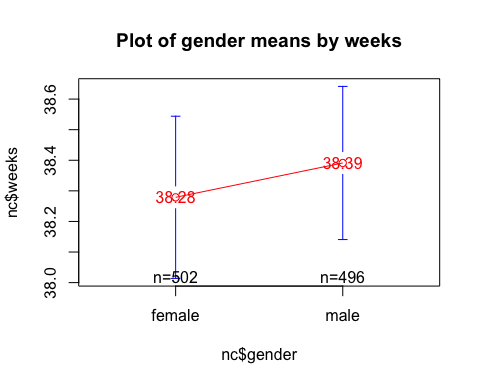 Plot of gender means by weeks
nc$weeks
38.6
38.4
38.2
38.0
38.28
38.39
n=502
n=496
female
male
nc$gender